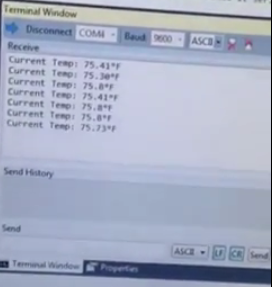 Terminal Window
Disconnect COM4 Baud: 9600 ASCII
Receive
Current Temp: 75.41°F
Current Temp: 75.30°F
Current Temp: 75.8°F
Current Temp: 75.41°F
Current Temp: 75.8°F
Current Temp: 75.8°F
Current Temp: 75.73°F
Send History
Send
ASCII LF CR Send
Terminal Window Properties